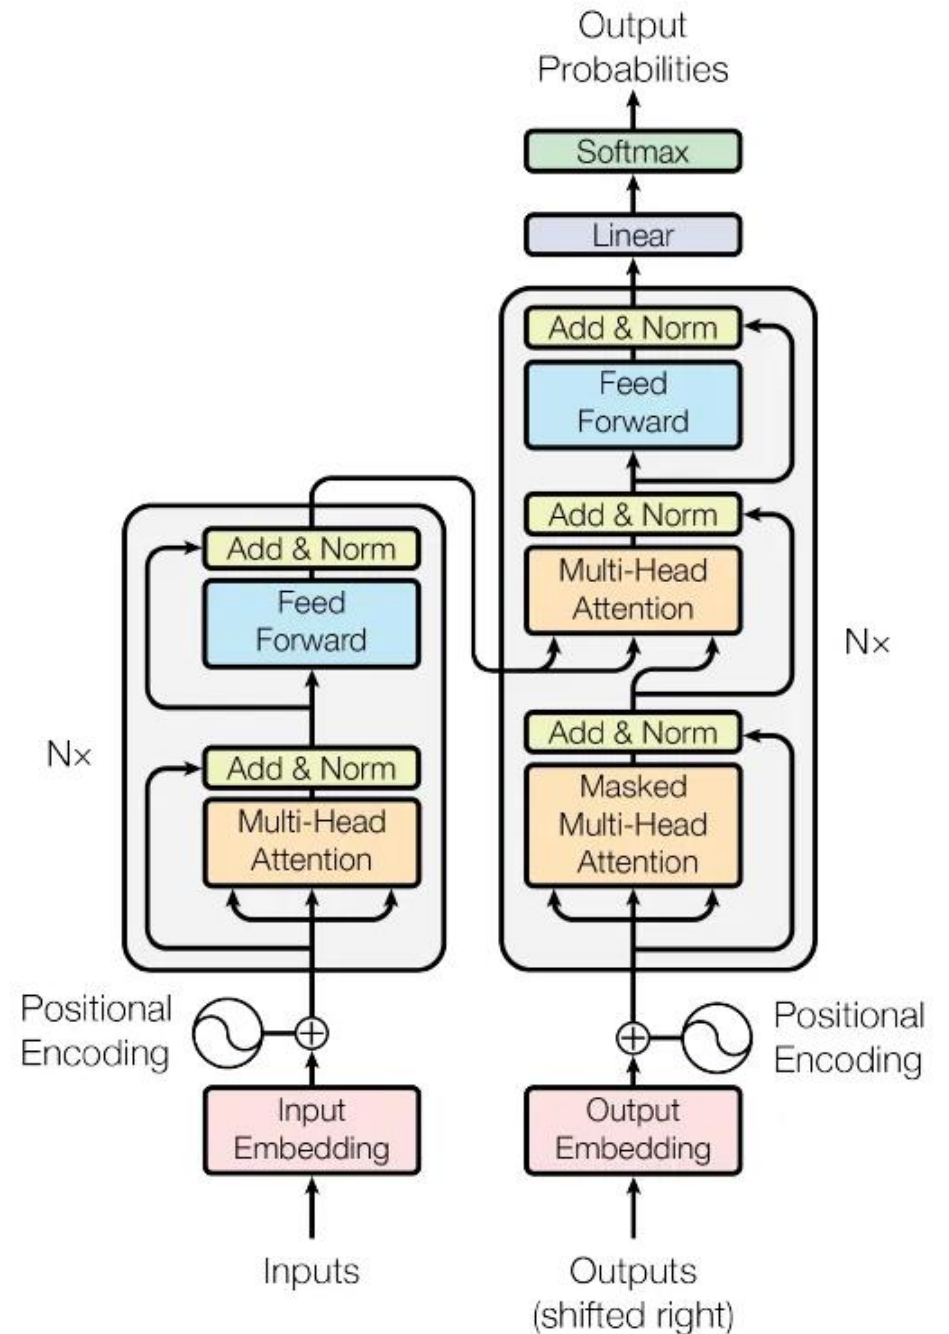 Output
Probabilities
Softmax
Linear
Add & Norm
Feed
Forward
Add & Norm
Multi-Head
Attention
N×
Add & Norm
Masked
Multi-Head
Attention
Add & Norm
Feed
Forward
N×
Add & Norm
Multi-Head
Attention
Positional
Encoding
Positional
Encoding
Input
Embedding
Output
Embedding
Inputs
Outputs
(shifted right)